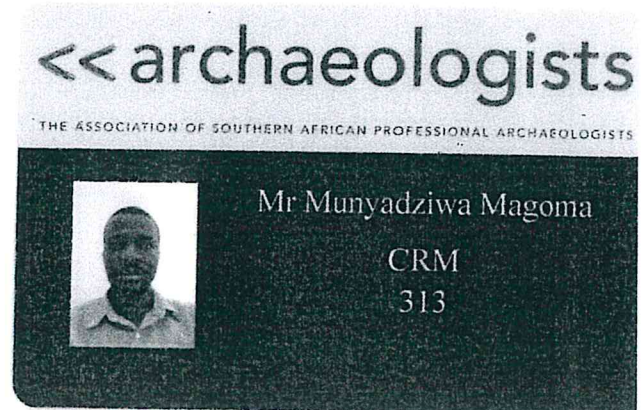 << archaeologists
THE ASSOCIATION OF SOUTHERN AFRICAN PROFESSIONAL ARCHAEOLOGISTS
Mr Munyadziwa Magoma
CRM
313